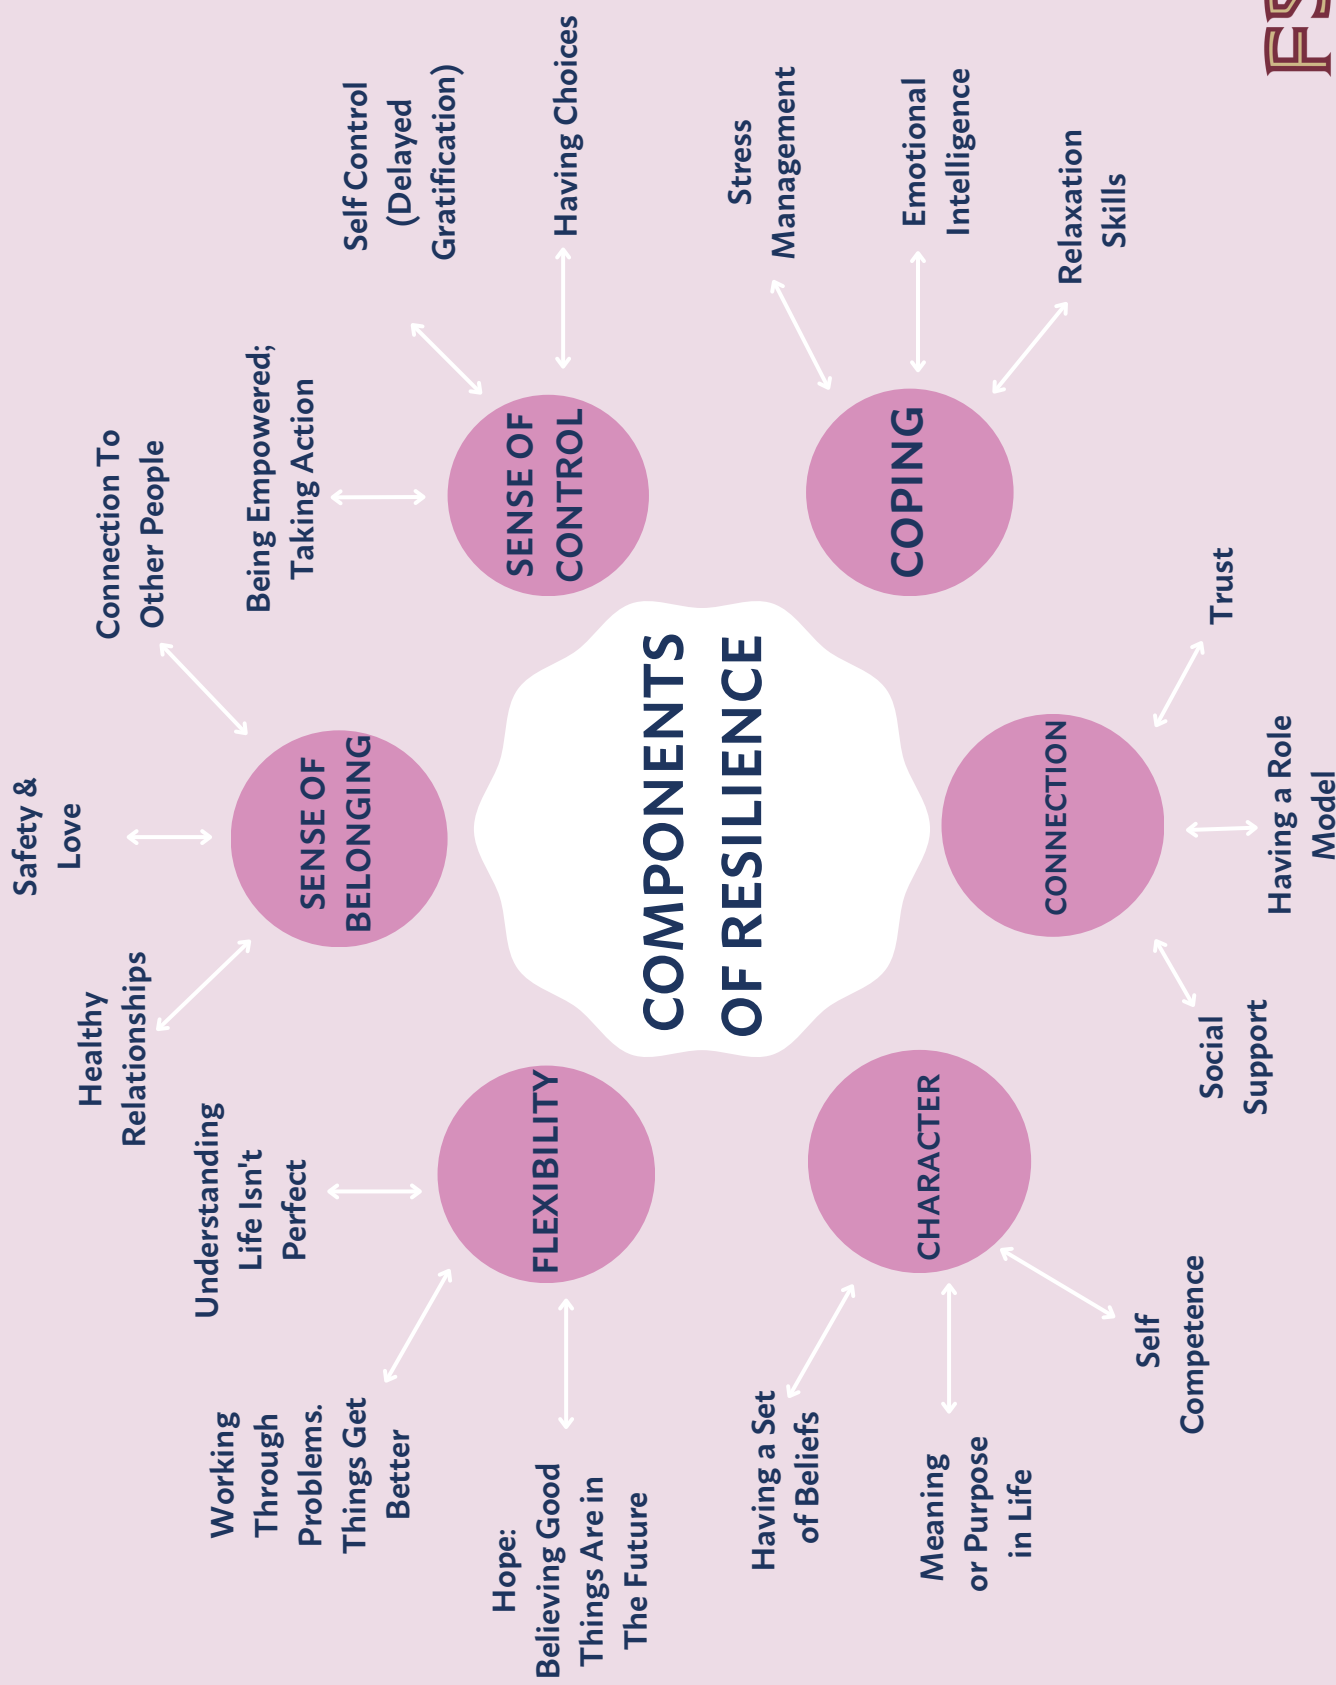 Safety &
Love
Healthy
Relationships
Connection To
Other People
SENSE OF
BELONGING
Understanding
Life Isn't
Perfect
Working
Through
Problems.
Things Get
Better
Hope:
Believing Good
Things Are in
The Future
FLEXIBILITY
Being Empowered;
Taking Action
Self Control
(Delayed
Gratification)
Having Choices
SENSE OF
CONTROL
COMPONENTS
OF RESILIENCE
Having a Set
of Beliefs
Meaning
or Purpose
in Life
Self
Competence
CHARACTER
Stress
Management
Emotional
Intelligence
Relaxation
Skills
COPING
CONNECTION
Social
Support
Having a Role
Model
Trust